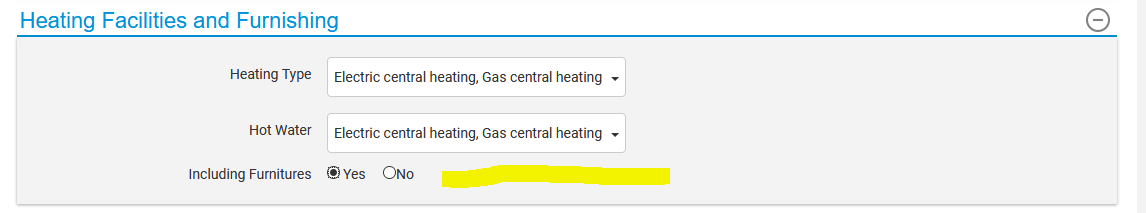 Heating Facilities and Furnishing
Heating Type Electric central heating, Gas central heating
Hot Water Electric central heating, Gas central heating
Including Furnitures Yes No